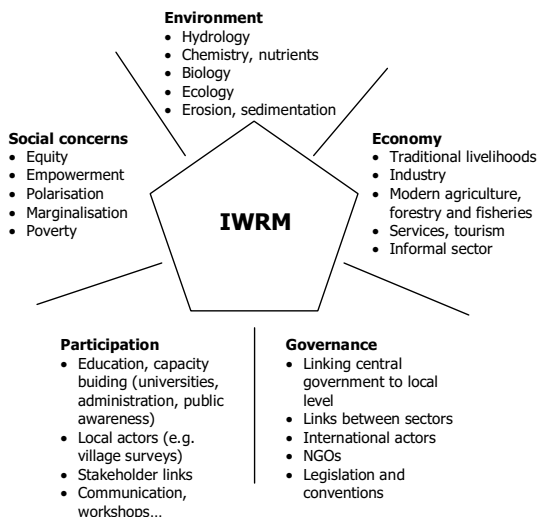 Environment
• Hydrology
• Chemistry, nutrients
• Biology
• Ecology
• Erosion, sedimentation
Social concerns
• Equity
• Empowerment
• Polarisation
• Marginalisation
• Poverty
Economy
• Traditional livelihoods
• Industry
• Modern agriculture,
forestry and fisheries
• Services, tourism
• Informal sector
IWRM
Participation
• Education, capacity
buiding (universities,
administration, public
awareness)
• Local actors (e.g.
village surveys)
• Stakeholder links
• Communication,
workshops…
Governance
• Linking central
government to local
level
• Links between sectors
• International actors
• NGOs
• Legislation and
conventions